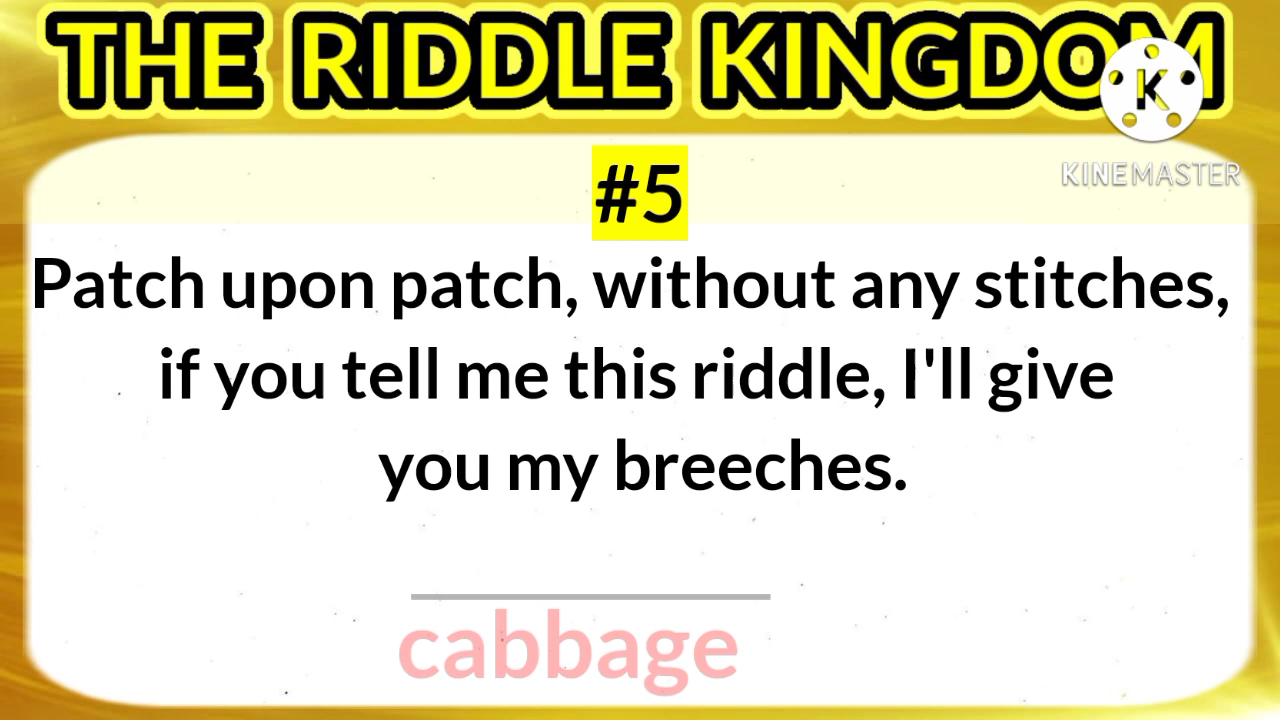 THE RIDDLE KINGDOM
K
KINEMASTER
#5
Patch upon patch, without any stitches,
if you tell me this riddle, I'll give
you my breeches.
cabbage